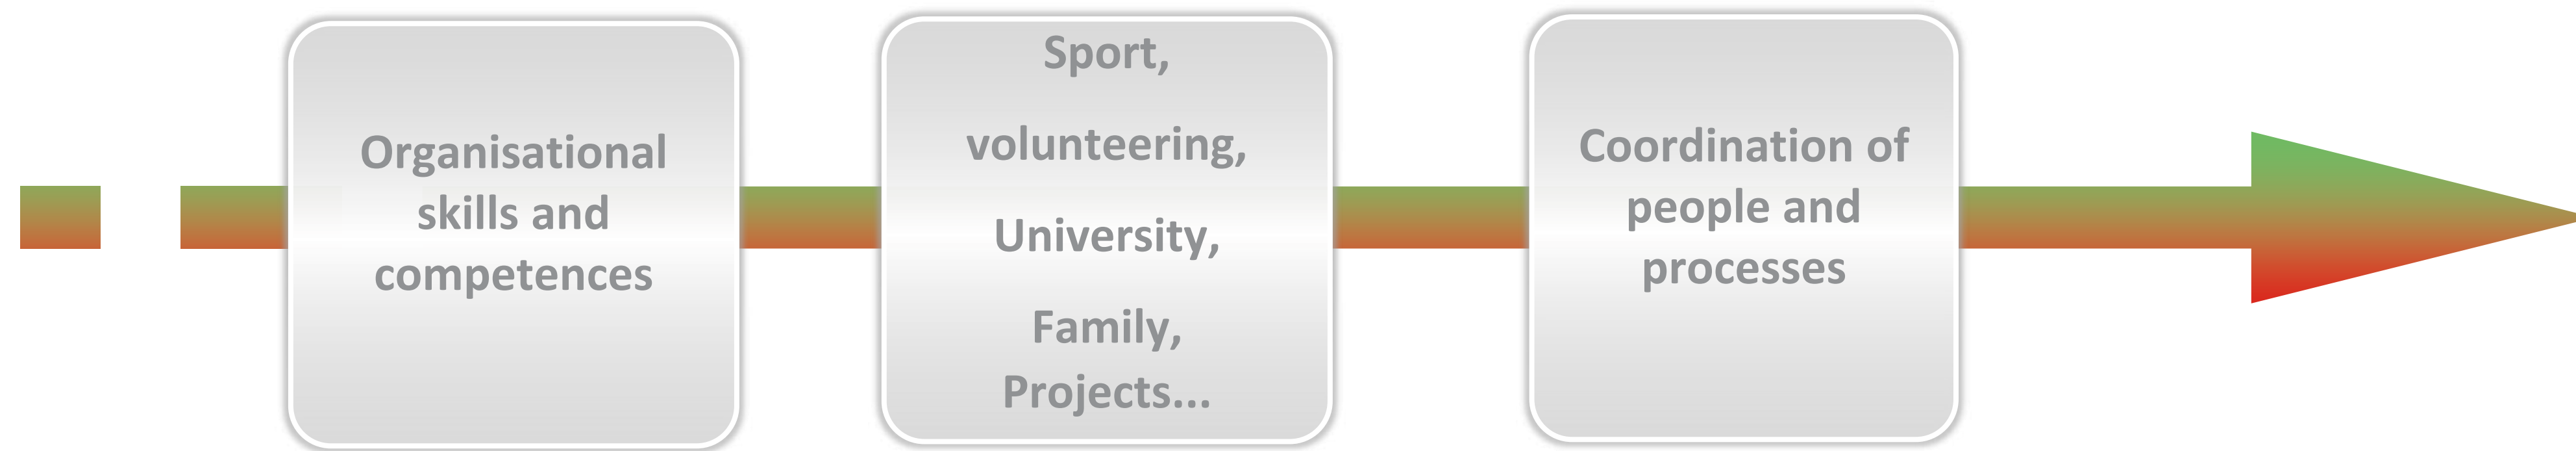 Organisational
skills and
competences
Sport,
volunteering,
University,
Family,
Projects...
Coordination of
people and
processes